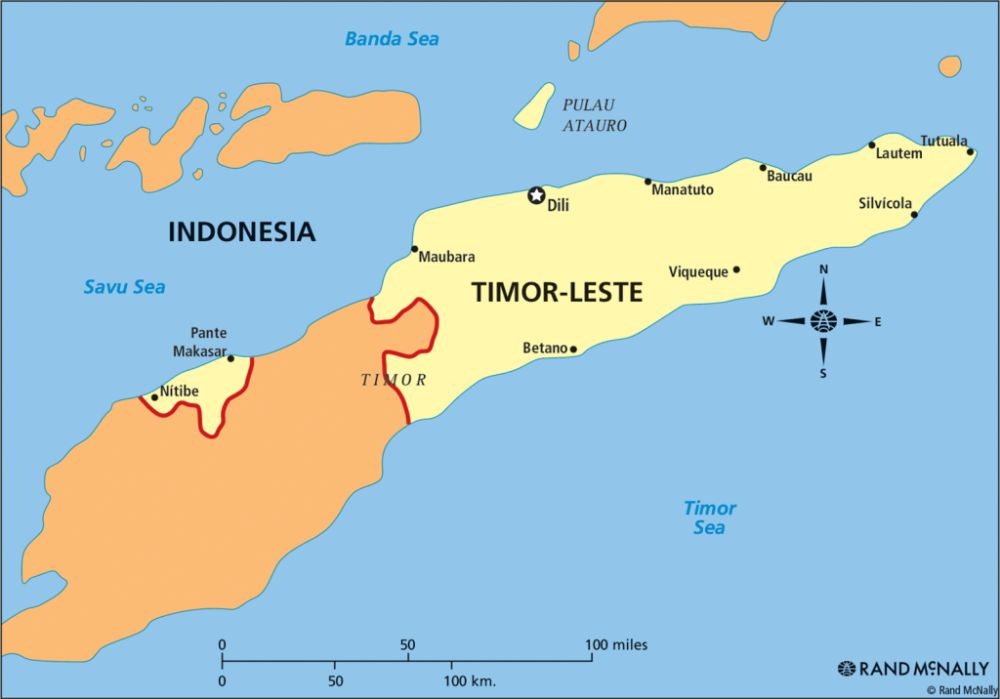 Banda Sea
PULAU
ATAURO
Tutuala
Lautem
Baucau
Manatuto
Dili
Silvícola
INDONESIA
Maubara
Viqueque
N
Savu Sea
TIMOR-LESTE
W
E
Pante
Makasar
Betano
S
TIMOR
Nítibe
Timor
Sea
0
50
100 miles
0
50
100 km.
RAND McNALLY
© Rand McNally